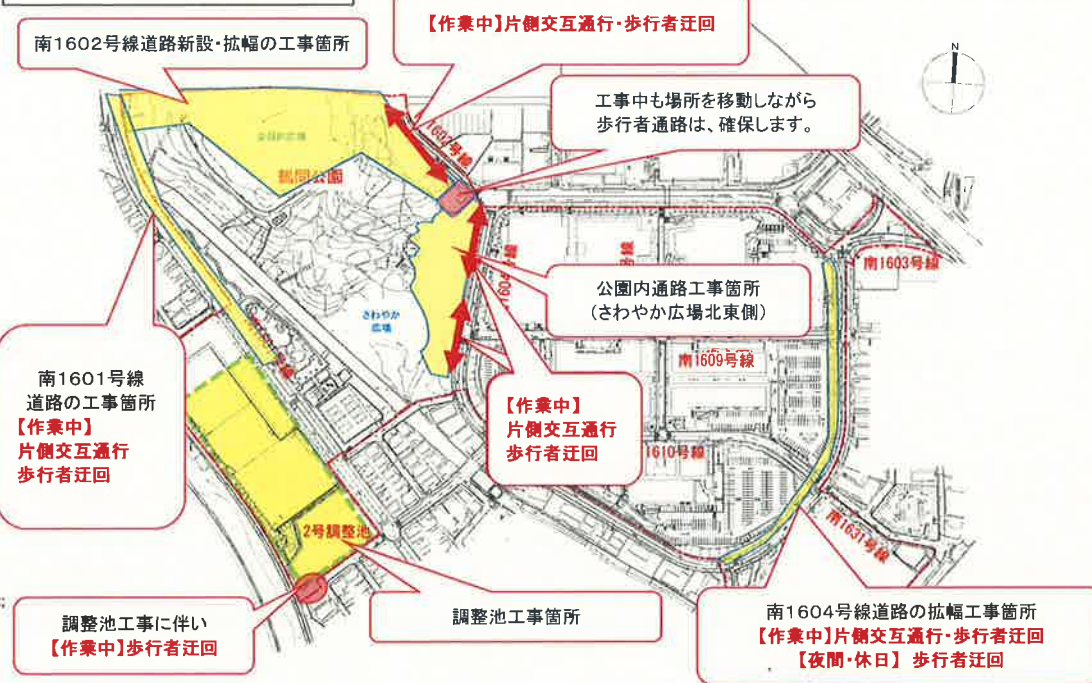 【作業中】片側交互通行・歩行者迂回
南1602号線道路新設・拡幅の工事箇所
N
工事中も場所を移動しながら
歩行者通路は、確保します。
1602号線
鶴間公園
南1603号線
号線
公園内通路工事箇所
(さわやか広場北東側)
さわやか
広場
南1609号線
南1601号線
道路の工事箇所
【作業中】
片側交互通行
歩行者迂回
【作業中】
片側交互通行
歩行者迂回
1610号線
2号調整池
南1631号線
調整池工事に伴い
【作業中】歩行者迂回
調整池工事箇所
南1604号線道路の拡幅工事箇所
【作業中】片側交互通行・歩行者迂回
【夜間・休日】 歩行者迂回